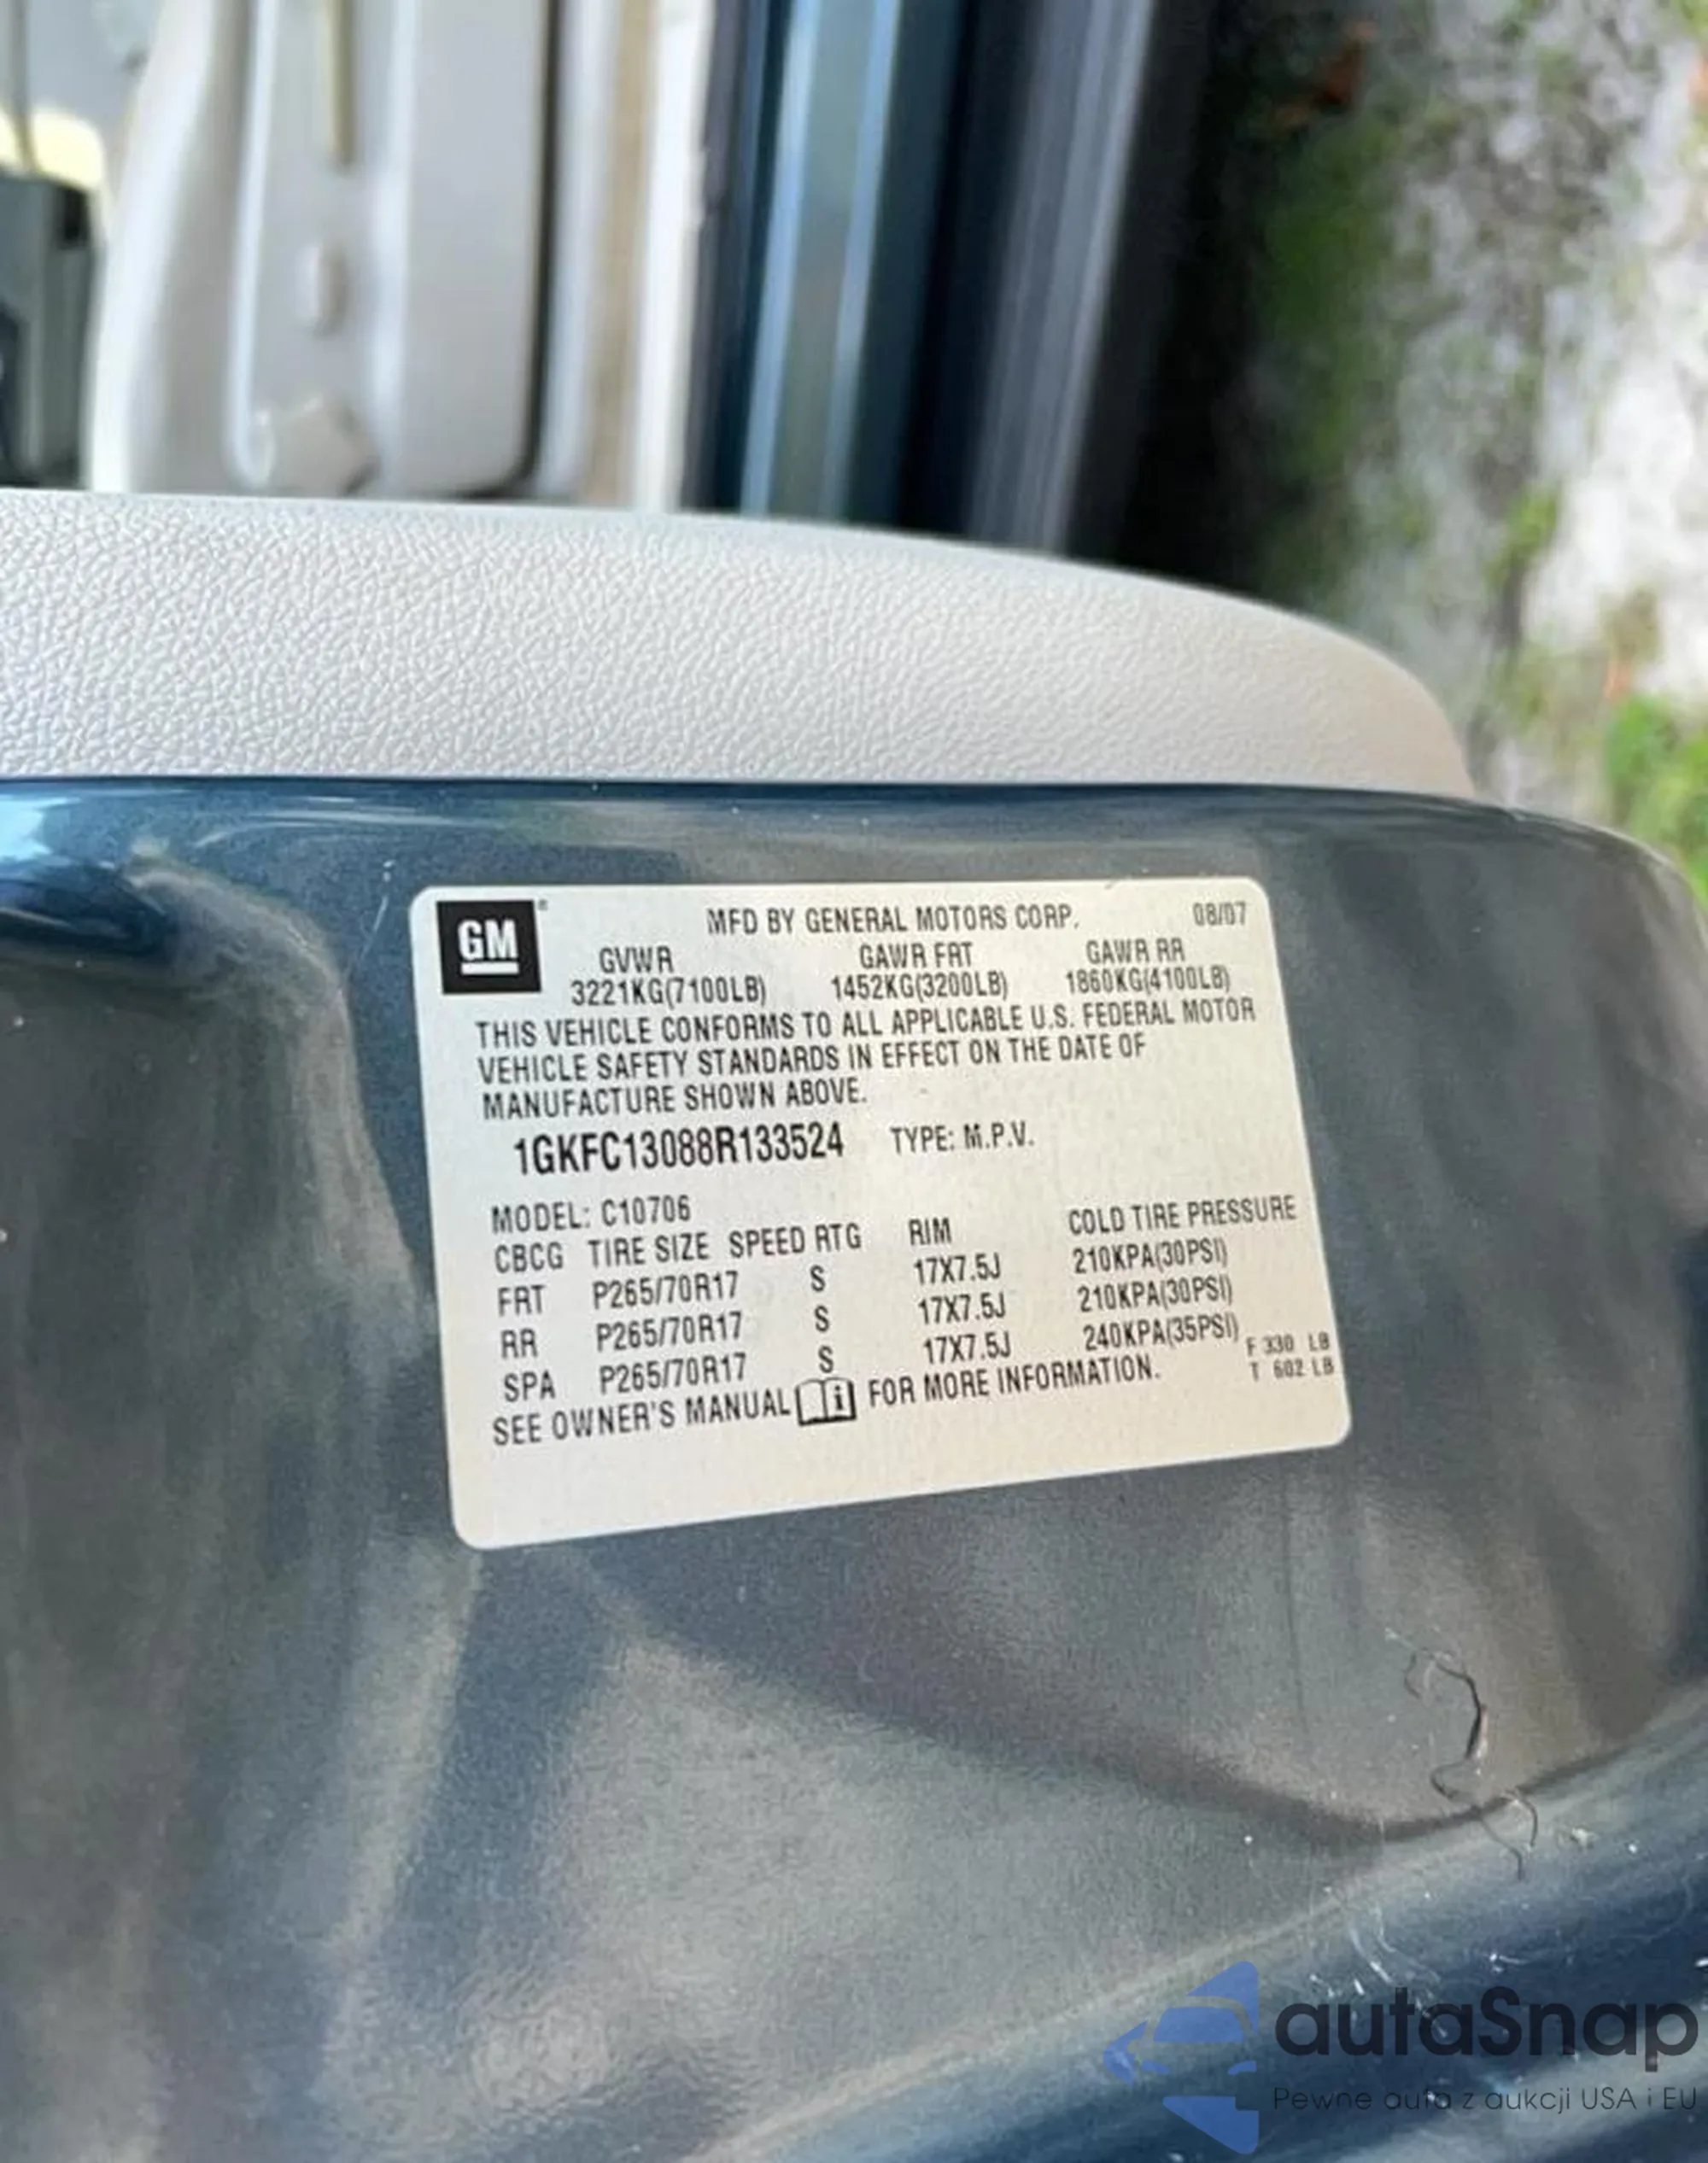 GM®
MFD BY GENERAL MOTORS CORP. 08/07
GVWR GAWR FRT GAWR RR
3221KG(7100LB) 1452KG(3200LB) 1860KG(4100LB)
THIS VEHICLE CONFORMS TO ALL APPLICABLE U.S. FEDERAL MOTOR
VEHICLE SAFETY STANDARDS IN EFFECT ON THE DATE OF
MANUFACTURE SHOWN ABOVE.
1GKFC13088R133524 TYPE: M.P.V.
MODEL: C10706
CBCG TIRE SIZE SPEED RTG RIM COLD TIRE PRESSURE
FRT P265/70R17 S 17X7.5J 210KPA(30PSI)
RR P265/70R17 S 17X7.5J 210KPA(30PSI)
SPA P265/70R17 S 17X7.5J 240KPA(35PSI)
F 330 LB
T 602 LB
SEE OWNER'S MANUAL i FOR MORE INFORMATION.
autaSnap
Pewne auta z aukcji USA i EU